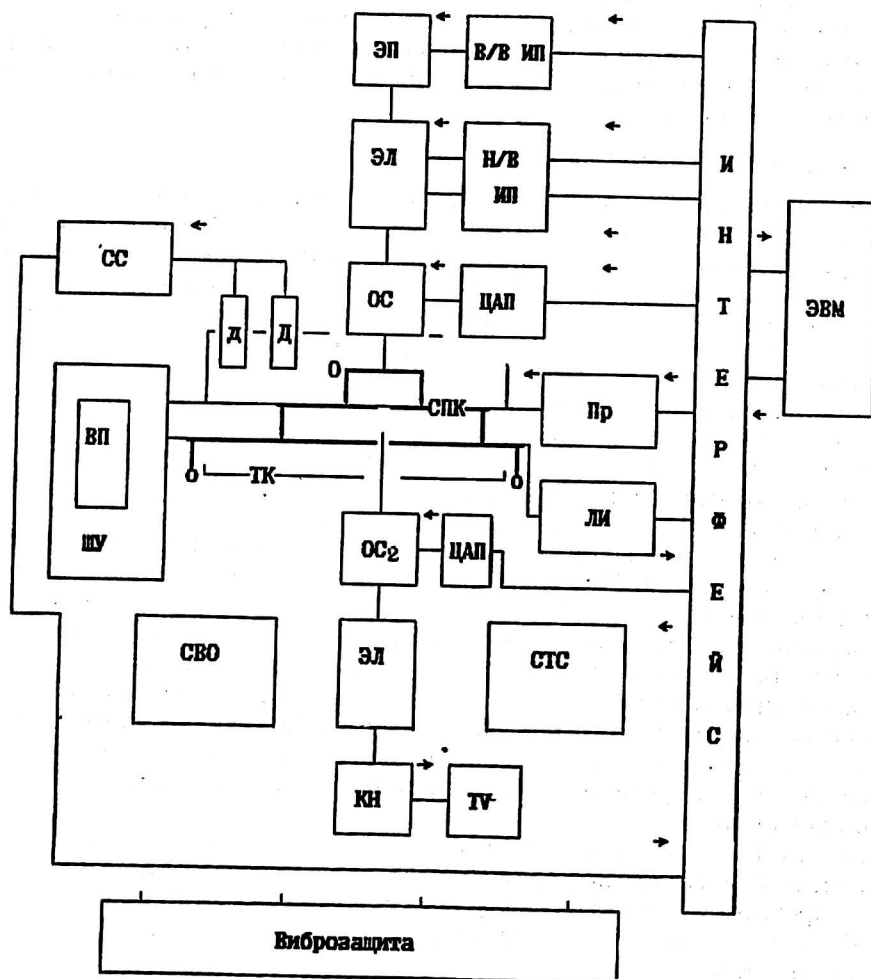 ЭП
В/В ИП
ЭЛ
Н/В
ИП
СС
ОС
ЦАП
Д
Д
О
СПК
Пр
ВП
ШУ
О
ТК
О
ЛИ
ОС2
ЦАП
СВО
ЭЛ
СТС
КН
TV
ИНТЕРФЕЙС
ЭВМ
Виброзащита